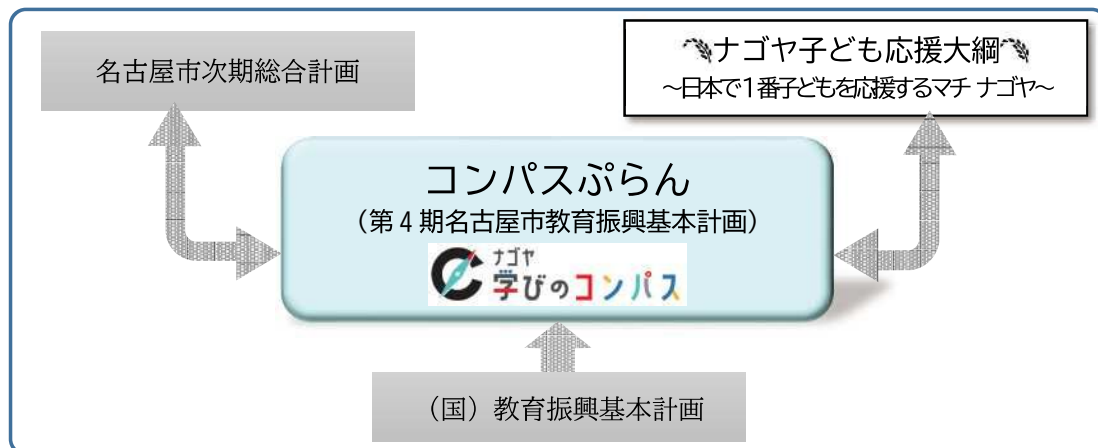 名古屋市次期総合計画
ナゴヤ子ども応援大綱
～日本で1番子どもを応援するマチ ナゴヤ～
コンパスぷらん
（第4期名古屋市教育振興基本計画）
ナゴヤ
学びのコンパス
（国）教育振興基本計画